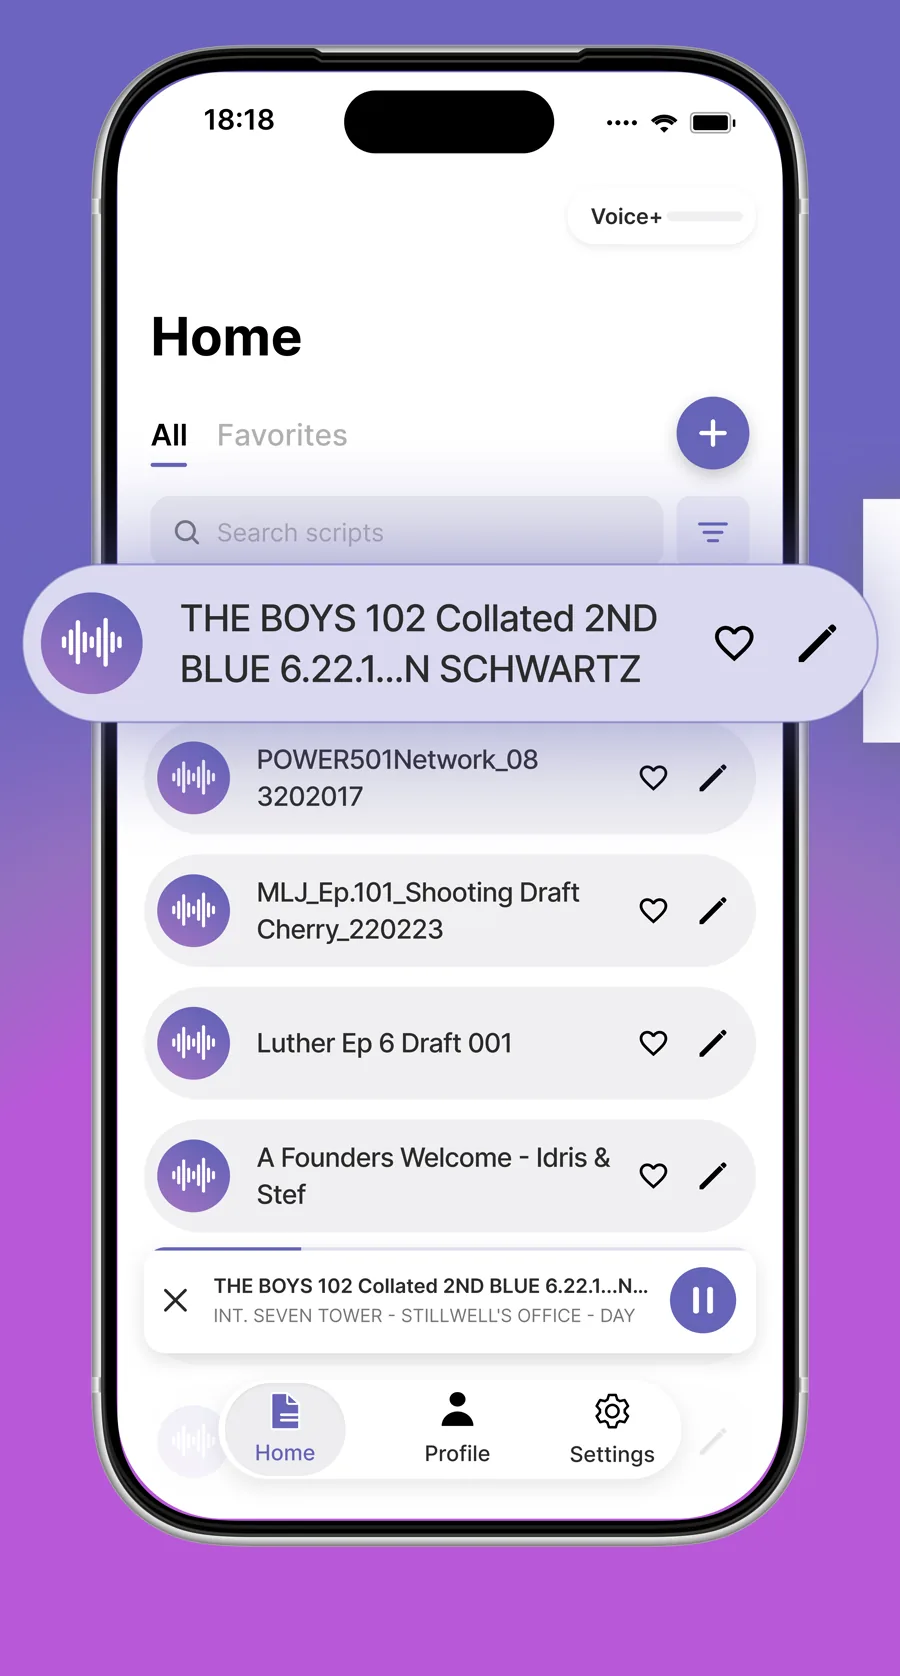 18:18
Voice+
Home
All Favorites
Search scripts
THE BOYS 102 Collated 2ND
BLUE 6.22.1...N SCHWARTZ
POWER501Network_08
3202017
MLJ_Ep.101_Shooting Draft
Cherry_220223
Luther Ep 6 Draft 001
A Founders Welcome - Idris &
Stef
THE BOYS 102 Collated 2ND BLUE 6.22.1...N...
INT. SEVEN TOWER - STILLWELL'S OFFICE - DAY
Home Profile Settings